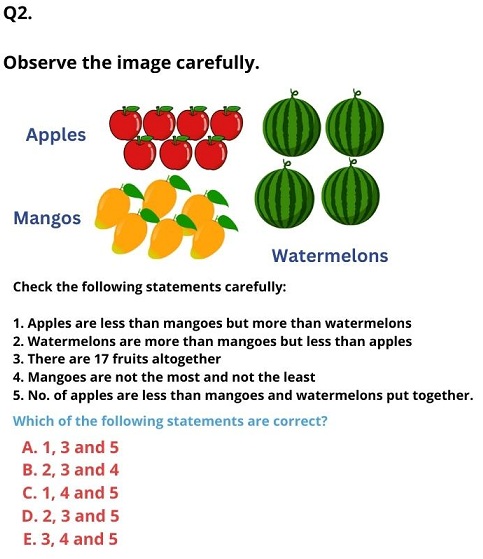 Q2.
Observe the image carefully.
Apples
Mangos
Watermelons
Check the following statements carefully:
1. Apples are less than mangoes but more than watermelons
2. Watermelons are more than mangoes but less than apples
3. There are 17 fruits altogether
4. Mangoes are not the most and not the least
5. No. of apples are less than mangoes and watermelons put together.
Which of the following statements are correct?
A. 1, 3 and 5
B. 2, 3 and 4
C. 1, 4 and 5
D. 2, 3 and 5
E. 3, 4 and 5